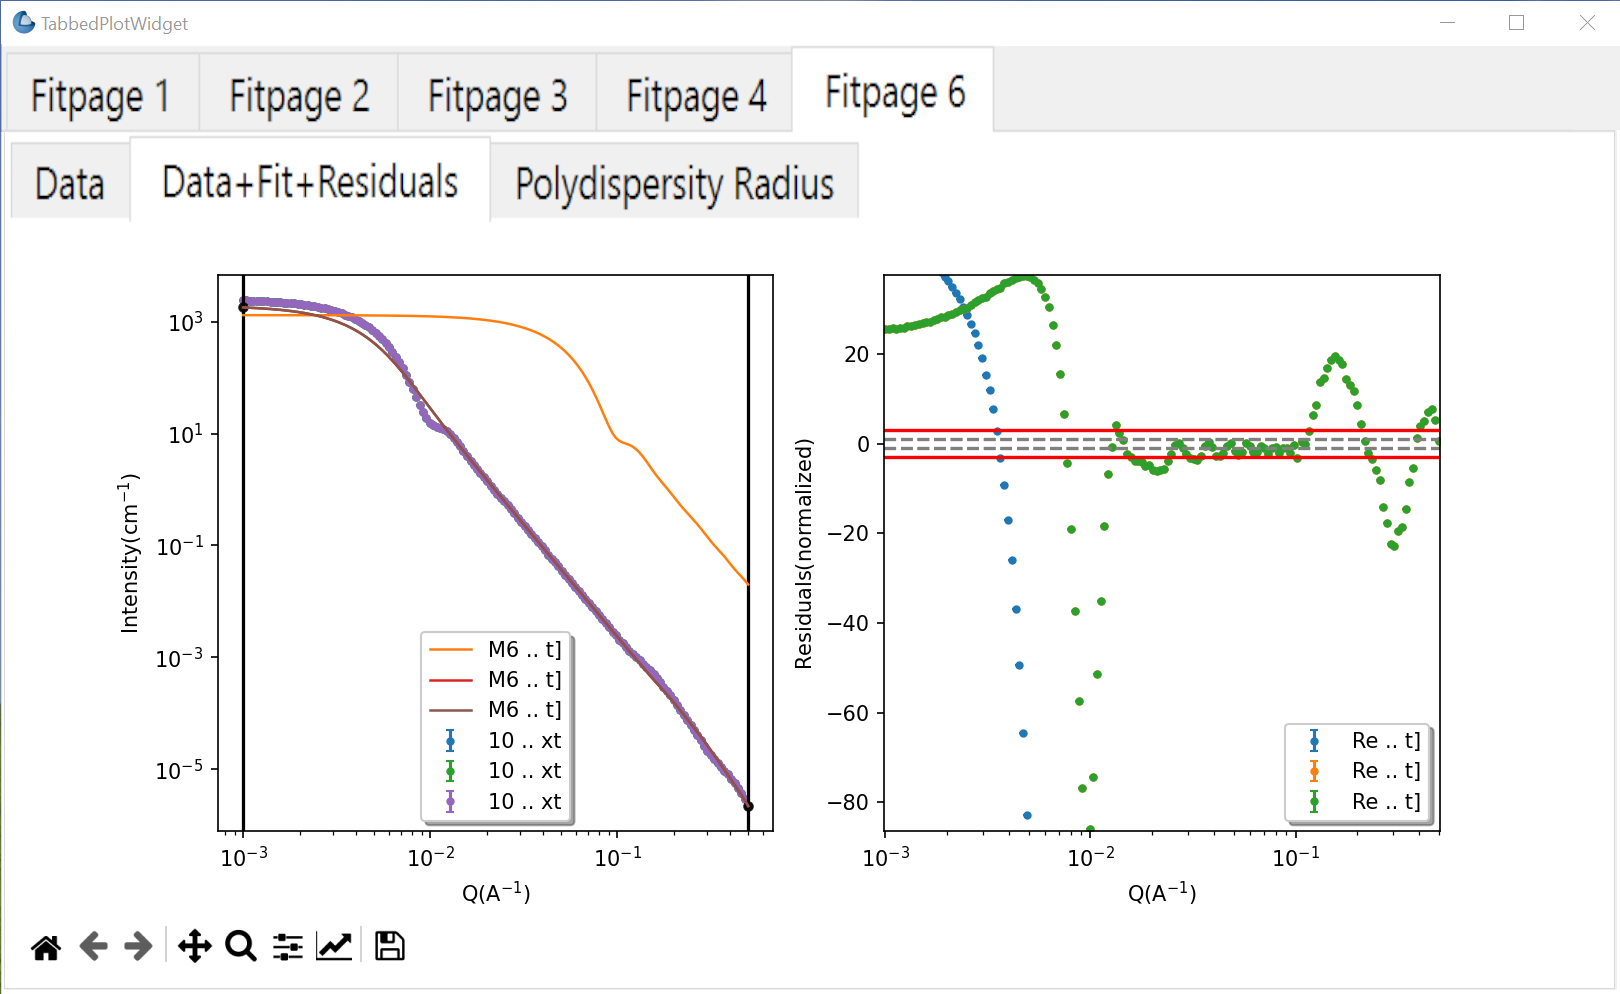 TabbedPlotWidget
Fitpage 1 Fitpage 2 Fitpage 3 Fitpage 4 Fitpage 6
Data Data+Fit+Residuals Polydispersity Radius
10³
10¹
10⁻¹
10⁻³
10⁻⁵
Intensity(cm⁻¹)
M6 .. t]
M6 .. t]
M6 .. t]
10 .. xt
10 .. xt
10 .. xt
10⁻³ 10⁻² 10⁻¹
Q(A⁻¹)
20
0
−20
−40
−60
−80
Residuals(normalized)
Re .. t]
Re .. t]
Re .. t]
10⁻³ 10⁻² 10⁻¹
Q(A⁻¹)